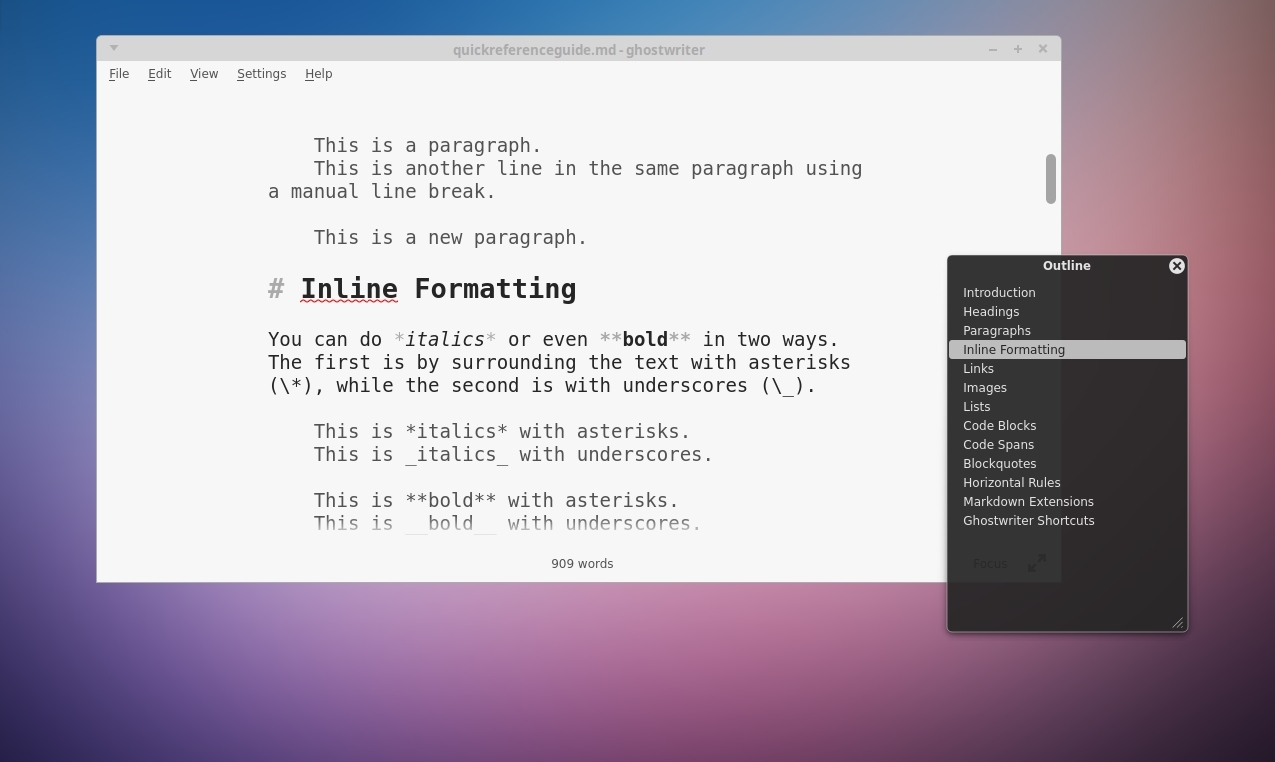 quickreferenceguide.md - ghostwriter
File Edit View Settings Help
This is a paragraph.
This is another line in the same paragraph using
a manual line break.
This is a new paragraph.
# Inline Formatting
You can do *italics* or even **bold** in two ways.
The first is by surrounding the text with asterisks
(\*), while the second is with underscores (\_).
This is *italics* with asterisks.
This is _italics_ with underscores.
This is **bold** with asterisks.
This is __bold__ with underscores.
909 words
Focus
Outline
Introduction
Headings
Paragraphs
Inline Formatting
Links
Images
Lists
Code Blocks
Code Spans
Blockquotes
Horizontal Rules
Markdown Extensions
Ghostwriter Shortcuts